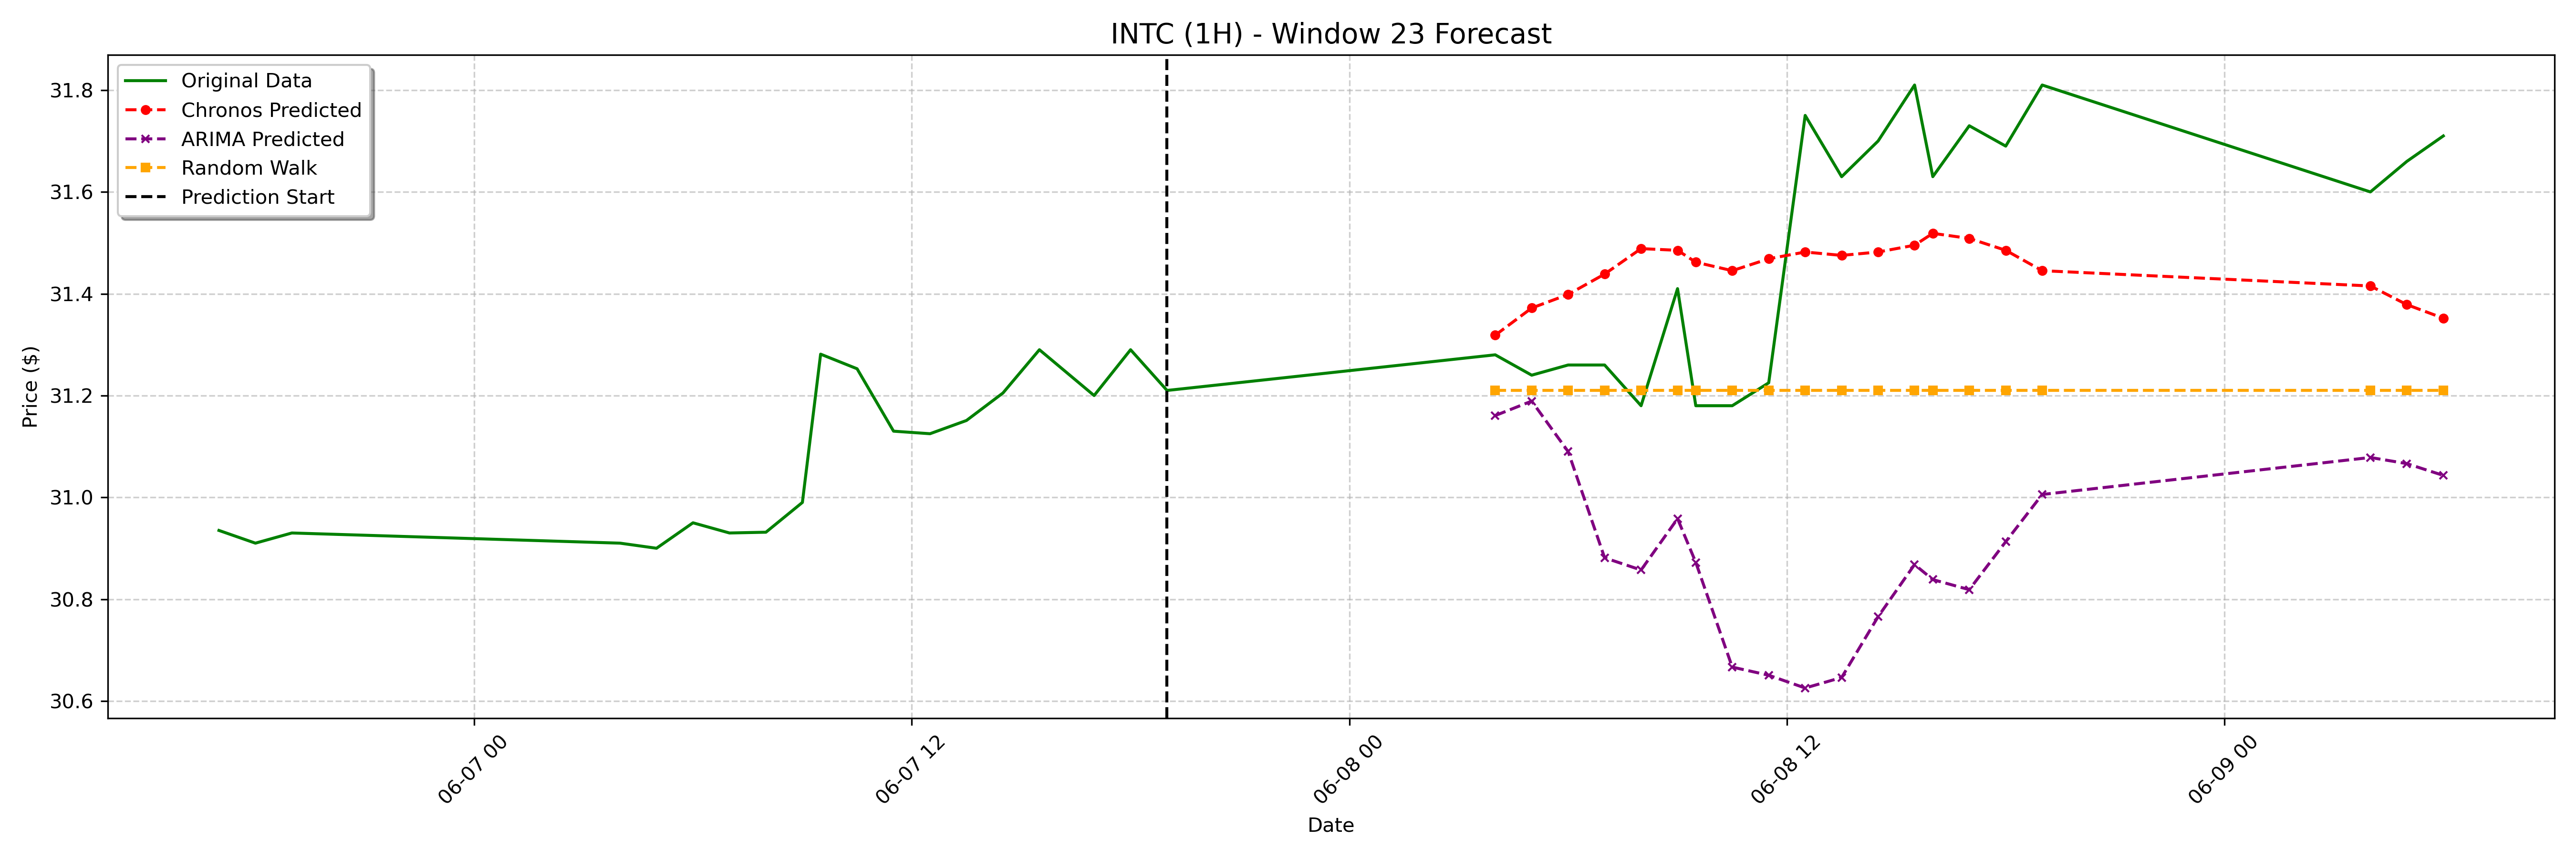 INTC (1H) - Window 23 Forecast
Original Data
Chronos Predicted
ARIMA Predicted
Random Walk
Prediction Start
Price ($)
31.8
31.6
31.4
31.2
31.0
30.8
30.6
06-07 00
06-07 12
06-08 00
06-08 12
06-09 00
Date